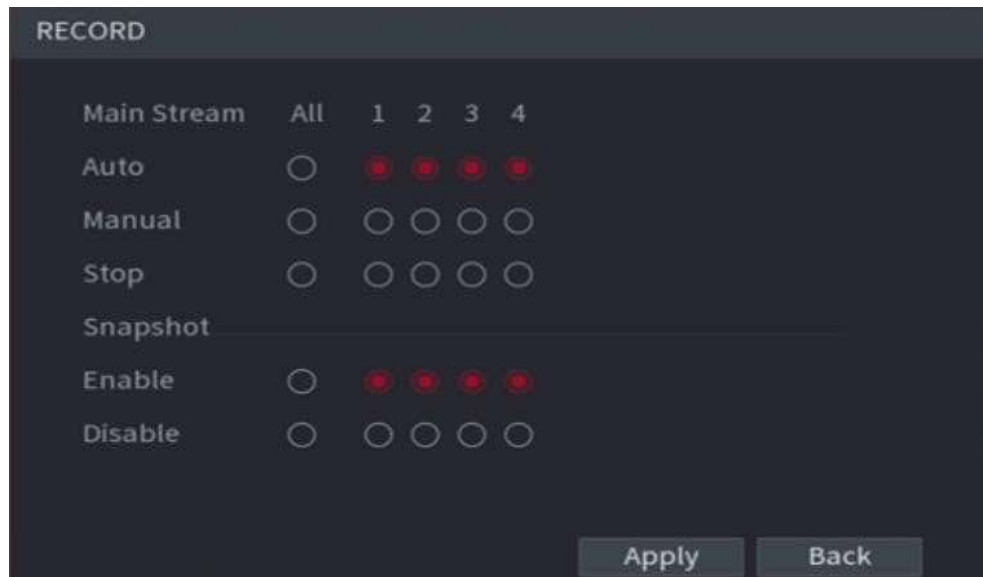 RECORD
Main Stream All 1 2 3 4
Auto
Manual
Stop
Snapshot
Enable
Disable
Apply Back